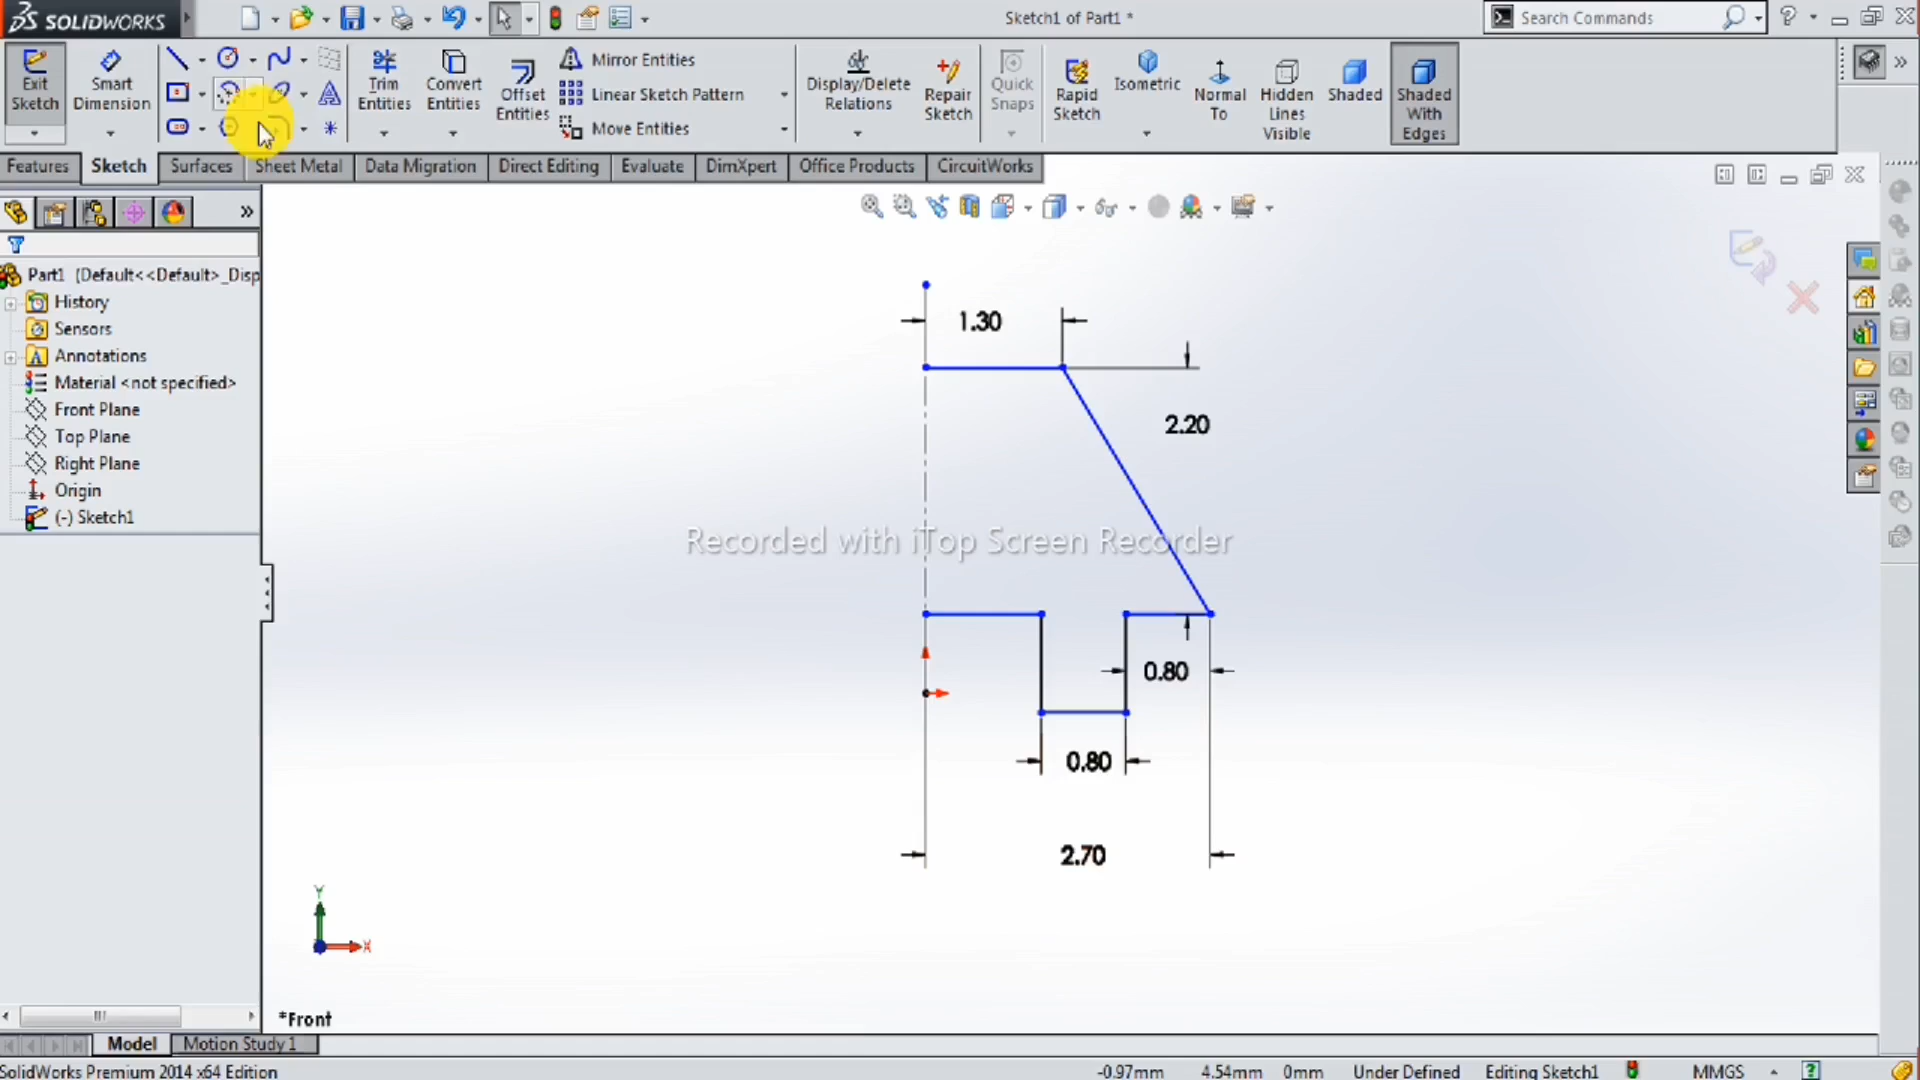 SOLIDWORKS
Sketch1 of Part1 *
Search Commands
Exit Sketch
Smart Dimension
Trim Entities
Convert Entities
Offset Entities
Mirror Entities
Linear Sketch Pattern
Move Entities
Display/Delete Relations
Repair Sketch
Quick Snaps
Rapid Sketch
Isometric
Normal To
Hidden Lines Visible
Shaded
Shaded With Edges
Features
Sketch
Surfaces
Sheet Metal
Data Migration
Direct Editing
Evaluate
DimXpert
Office Products
CircuitWorks
Part1 (Default<<Default>_Disp
History
Sensors
Annotations
Material <not specified>
Front Plane
Top Plane
Right Plane
Origin
(-) Sketch1
1.30
2.20
Recorded with iTop Screen Recorder
0.80
0.80
2.70
Y
X
*Front
Model
Motion Study 1
SolidWorks Premium 2014 x64 Edition
-0.97mm
4.54mm
0mm
Under Defined
Editing Sketch1
MMGS